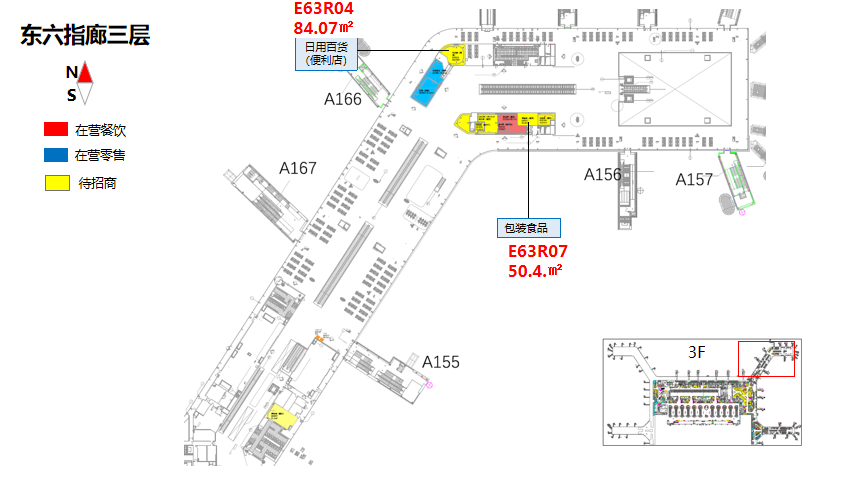 东六指廊三层
N
S
在营餐饮
在营零售
待招商
E63R04
84.07㎡
日用百货
(便利店)
A166
A167
A156
A157
包装食品
E63R07
50.4.㎡
A155
3F